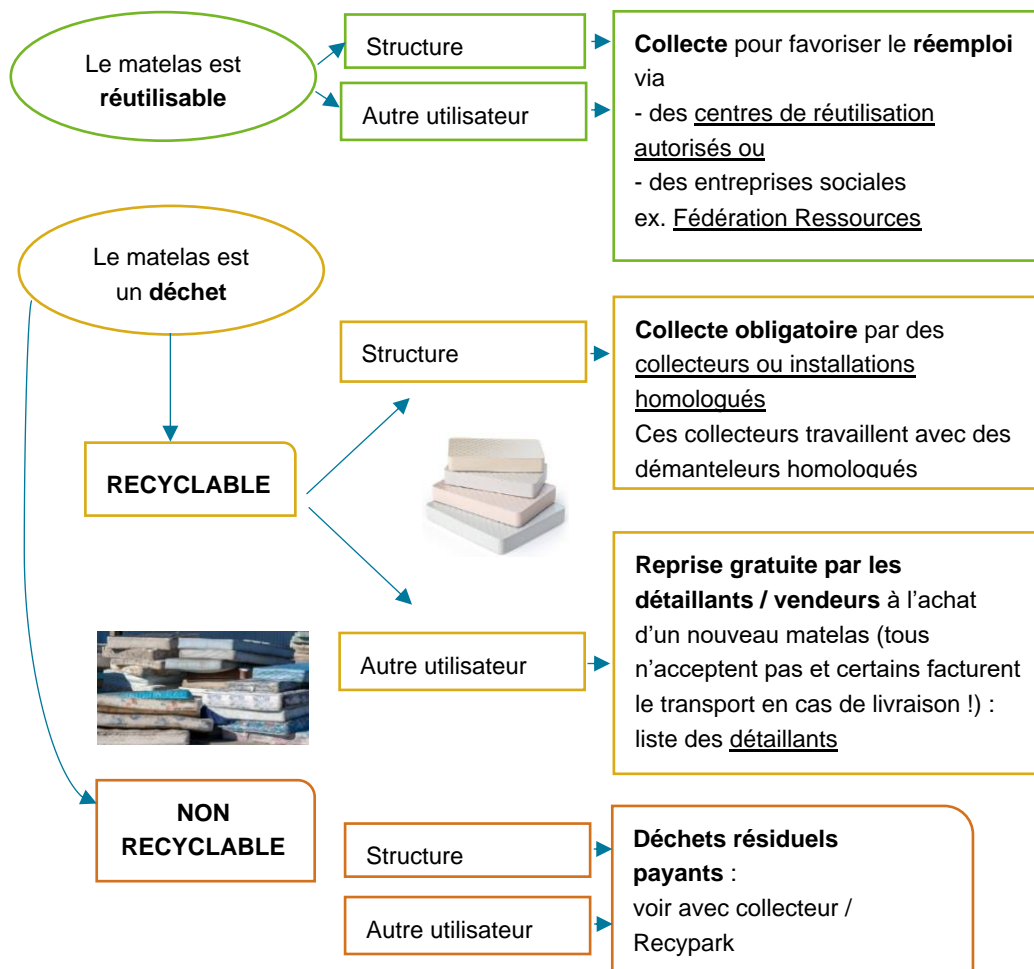 Le matelas est
réutilisable
Structure
Autre utilisateur
Collecte pour favoriser le réemploi
via
- des centres de réutilisation
autorisés ou
- des entreprises sociales
ex. Fédération Ressources
Le matelas est
un déchet
RECYCLABLE
Structure
Collecte obligatoire par des
collecteurs ou installations
homologués
Ces collecteurs travaillent avec des
démanteleurs homologués
Autre utilisateur
Reprise gratuite par les
détaillants / vendeurs à l’achat
d’un nouveau matelas (tous
n’acceptent pas et certains facturent
le transport en cas de livraison !) :
liste des détaillants
NON
RECYCLABLE
Structure
Autre utilisateur
Déchets résiduels
payants :
voir avec collecteur /
Recypark